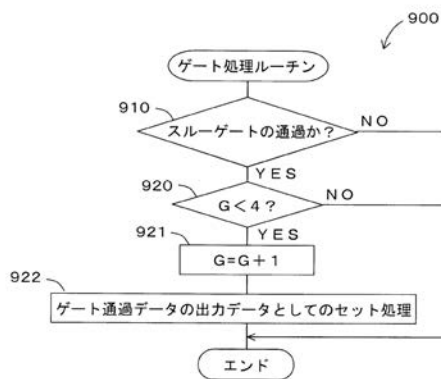 900
ゲート処理ルーチン
910
スルーゲートの通過か？
NO
YES
920
G<4？
NO
YES
921
G=G+1
922
ゲート通過データの出力データとしてのセット処理
エンド